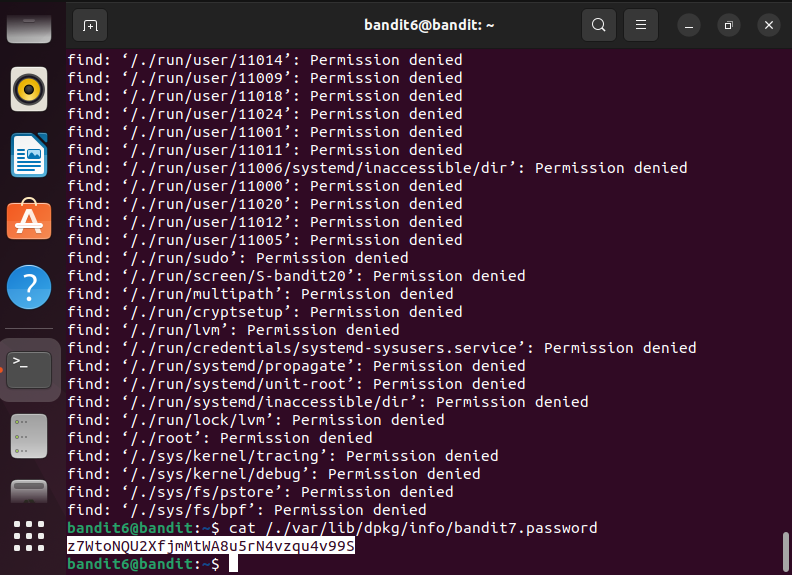 bandit6@bandit: ~
find: ‘/./run/user/11014’: Permission denied
find: ‘/./run/user/11009’: Permission denied
find: ‘/./run/user/11018’: Permission denied
find: ‘/./run/user/11024’: Permission denied
find: ‘/./run/user/11001’: Permission denied
find: ‘/./run/user/11011’: Permission denied
find: ‘/./run/user/11006/systemd/inaccessible/dir’: Permission denied
find: ‘/./run/user/11000’: Permission denied
find: ‘/./run/user/11020’: Permission denied
find: ‘/./run/user/11012’: Permission denied
find: ‘/./run/user/11005’: Permission denied
find: ‘/./run/sudo’: Permission denied
find: ‘/./run/screen/S-bandit20’: Permission denied
find: ‘/./run/multipath’: Permission denied
find: ‘/./run/cryptsetup’: Permission denied
find: ‘/./run/lvm’: Permission denied
find: ‘/./run/credentials/systemd-sysusers.service’: Permission denied
find: ‘/./run/systemd/propagate’: Permission denied
find: ‘/./run/systemd/unit-root’: Permission denied
find: ‘/./run/systemd/inaccessible/dir’: Permission denied
find: ‘/./run/lock/lvm’: Permission denied
find: ‘/./root’: Permission denied
find: ‘/./sys/kernel/tracing’: Permission denied
find: ‘/./sys/kernel/debug’: Permission denied
find: ‘/./sys/fs/pstore’: Permission denied
find: ‘/./sys/fs/bpf’: Permission denied
bandit6@bandit:~$ cat /./var/lib/dpkg/info/bandit7.password
z7WtoNQU2XfjmMtWA8u5rN4vzqu4v99S
bandit6@bandit:~$